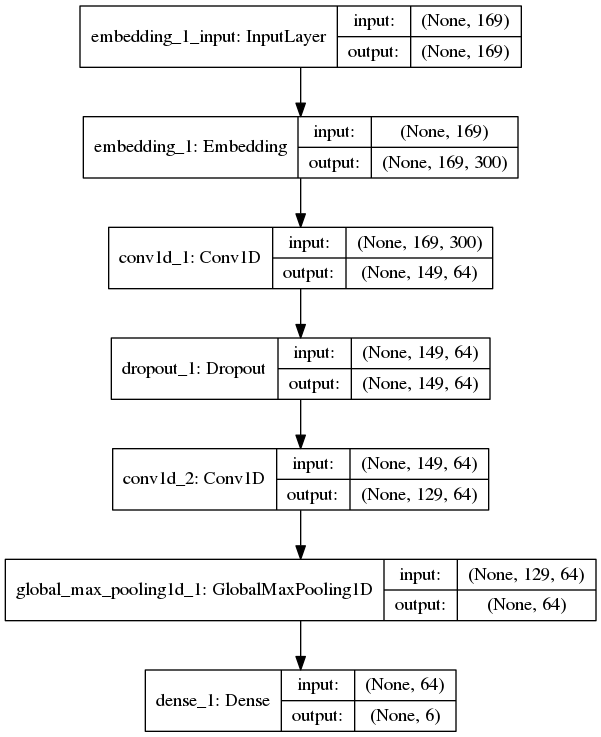 embedding_1_input: InputLayer
input: (None, 169)
output: (None, 169)
embedding_1: Embedding
input: (None, 169)
output: (None, 169, 300)
conv1d_1: Conv1D
input: (None, 169, 300)
output: (None, 149, 64)
dropout_1: Dropout
input: (None, 149, 64)
output: (None, 149, 64)
conv1d_2: Conv1D
input: (None, 149, 64)
output: (None, 129, 64)
global_max_pooling1d_1: GlobalMaxPooling1D
input: (None, 129, 64)
output: (None, 64)
dense_1: Dense
input: (None, 64)
output: (None, 6)